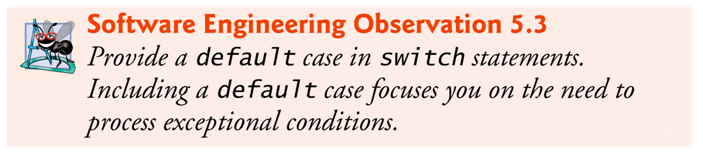 Software Engineering Observation 5.3
Provide a default case in switch statements.
Including a default case focuses you on the need to
process exceptional conditions.